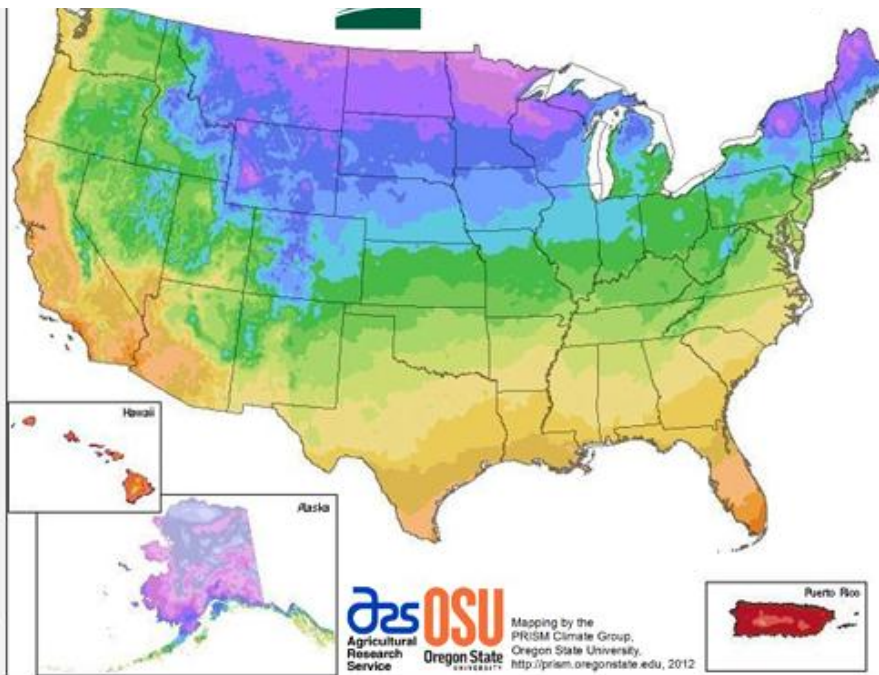 Hawaii
Alaska
ars
Agricultural
Research
Service
OSU
Oregon State
UNIVERSITY
Mapping by the
PRISM Climate Group,
Oregon State University,
http://prism.oregonstate.edu, 2012
Puerto Rico